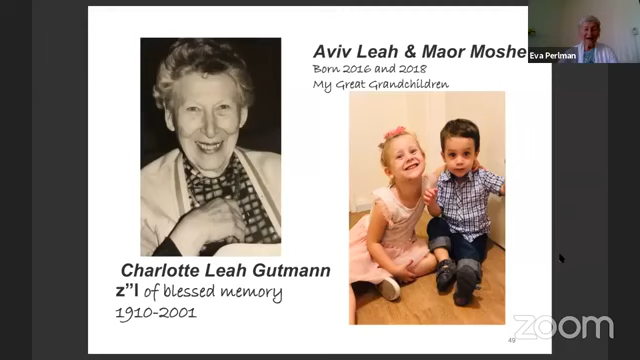 Aviv Leah & Maor Moshe
Born 2016 and 2018
My Great Grandchildren
Eva Perlman
Charlotte Leah Gutmann
z"l of blessed memory
1910-2001
49
zoom